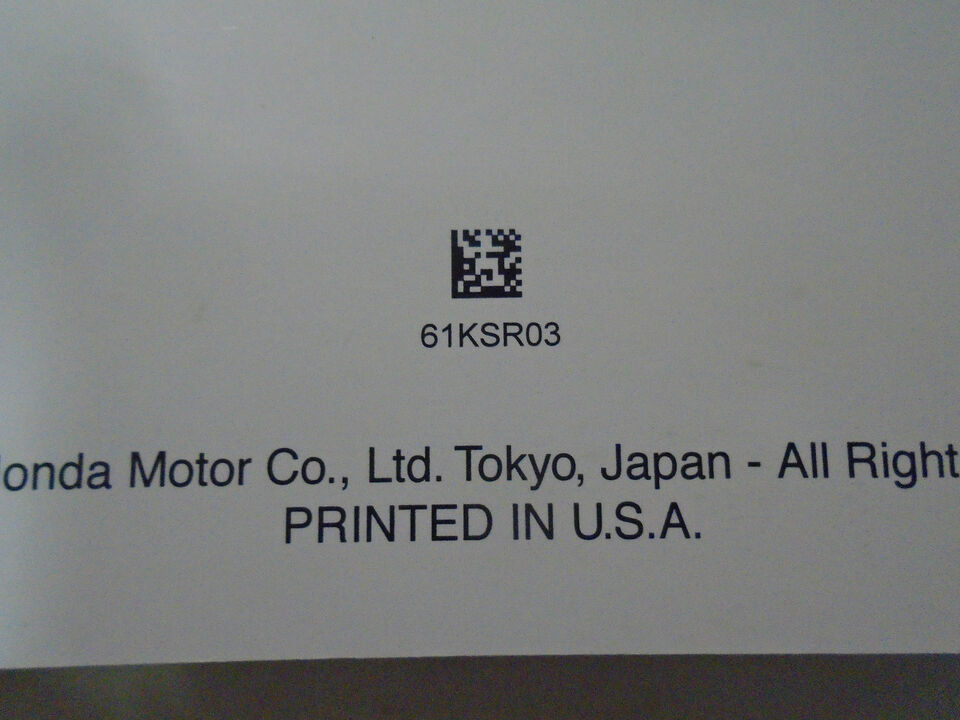 61KSR03
onda Motor Co., Ltd. Tokyo, Japan - All Right
PRINTED IN U.S.A.